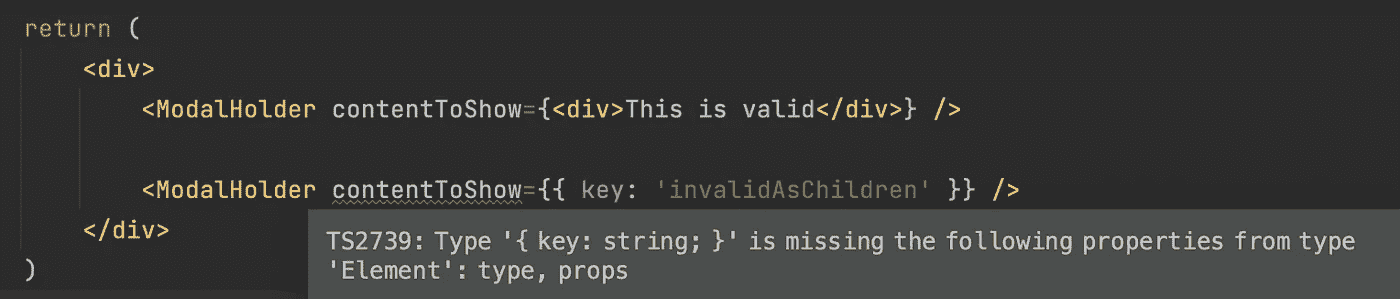 return (
<div>
<ModalHolder contentToShow={<div>This is valid</div>} />
<ModalHolder contentToShow={{ key: 'invalidAsChildren' }} />
</div>
TS2739: Type '{ key: string; }' is missing the following properties from type
'Element': type, props
)